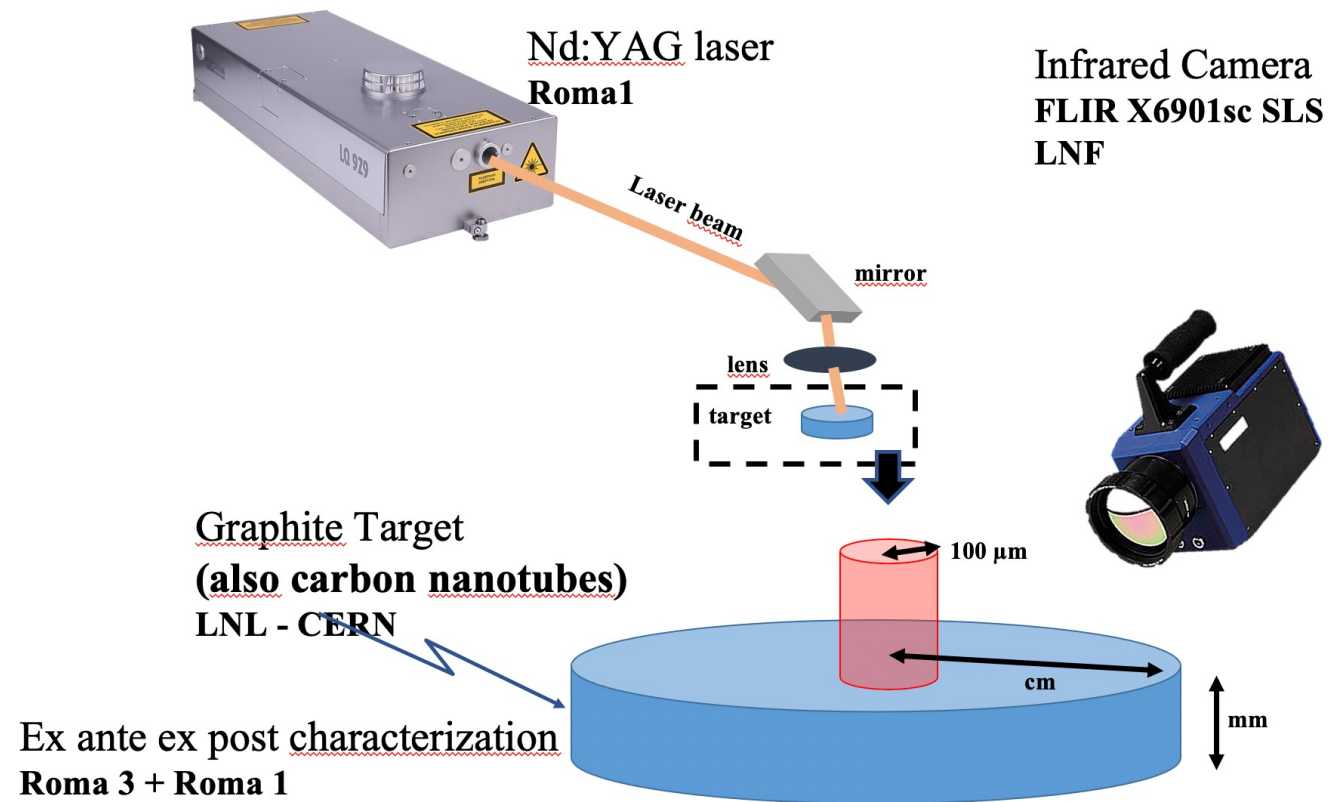 Nd:YAG laser
Roma1
Infrared Camera
FLIR X6901sc SLS
LNF
LQ 929
Laser beam
mirror
lens
target
Graphite Target
(also carbon nanotubes)
LNL - CERN
100 µm
cm
mm
Ex ante ex post characterization
Roma 3 + Roma 1